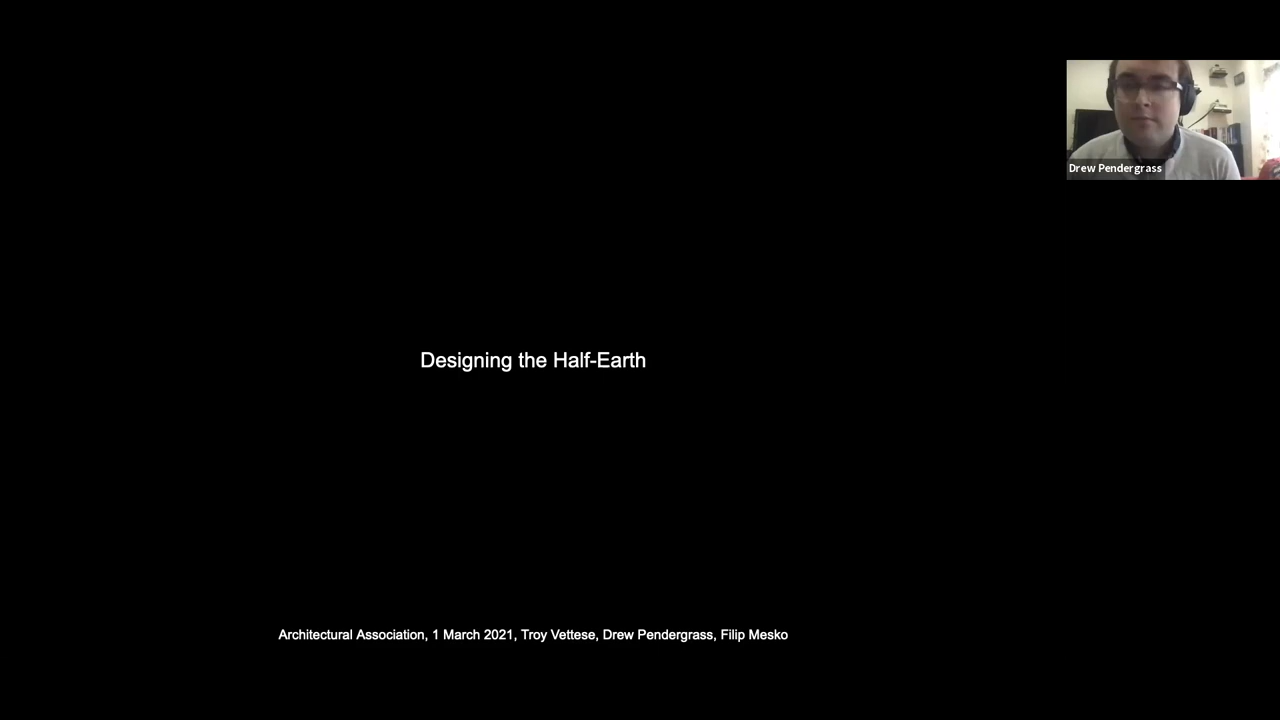 Drew Pendergrass
Designing the Half-Earth
Architectural Association, 1 March 2021, Troy Vettese, Drew Pendergrass, Filip Mesko